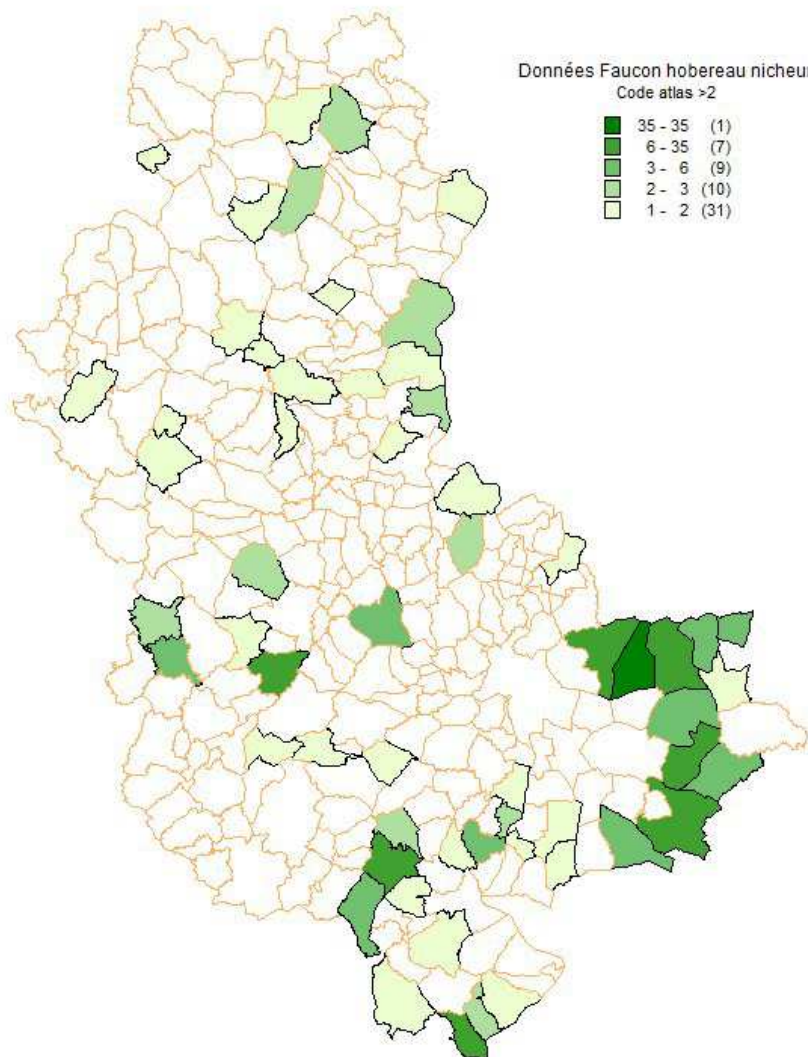 Données Faucon hobereau nicheu
Code atlas >2
35 - 35 (1)
6 - 35 (7)
3 - 6 (9)
2 - 3 (10)
1 - 2 (31)